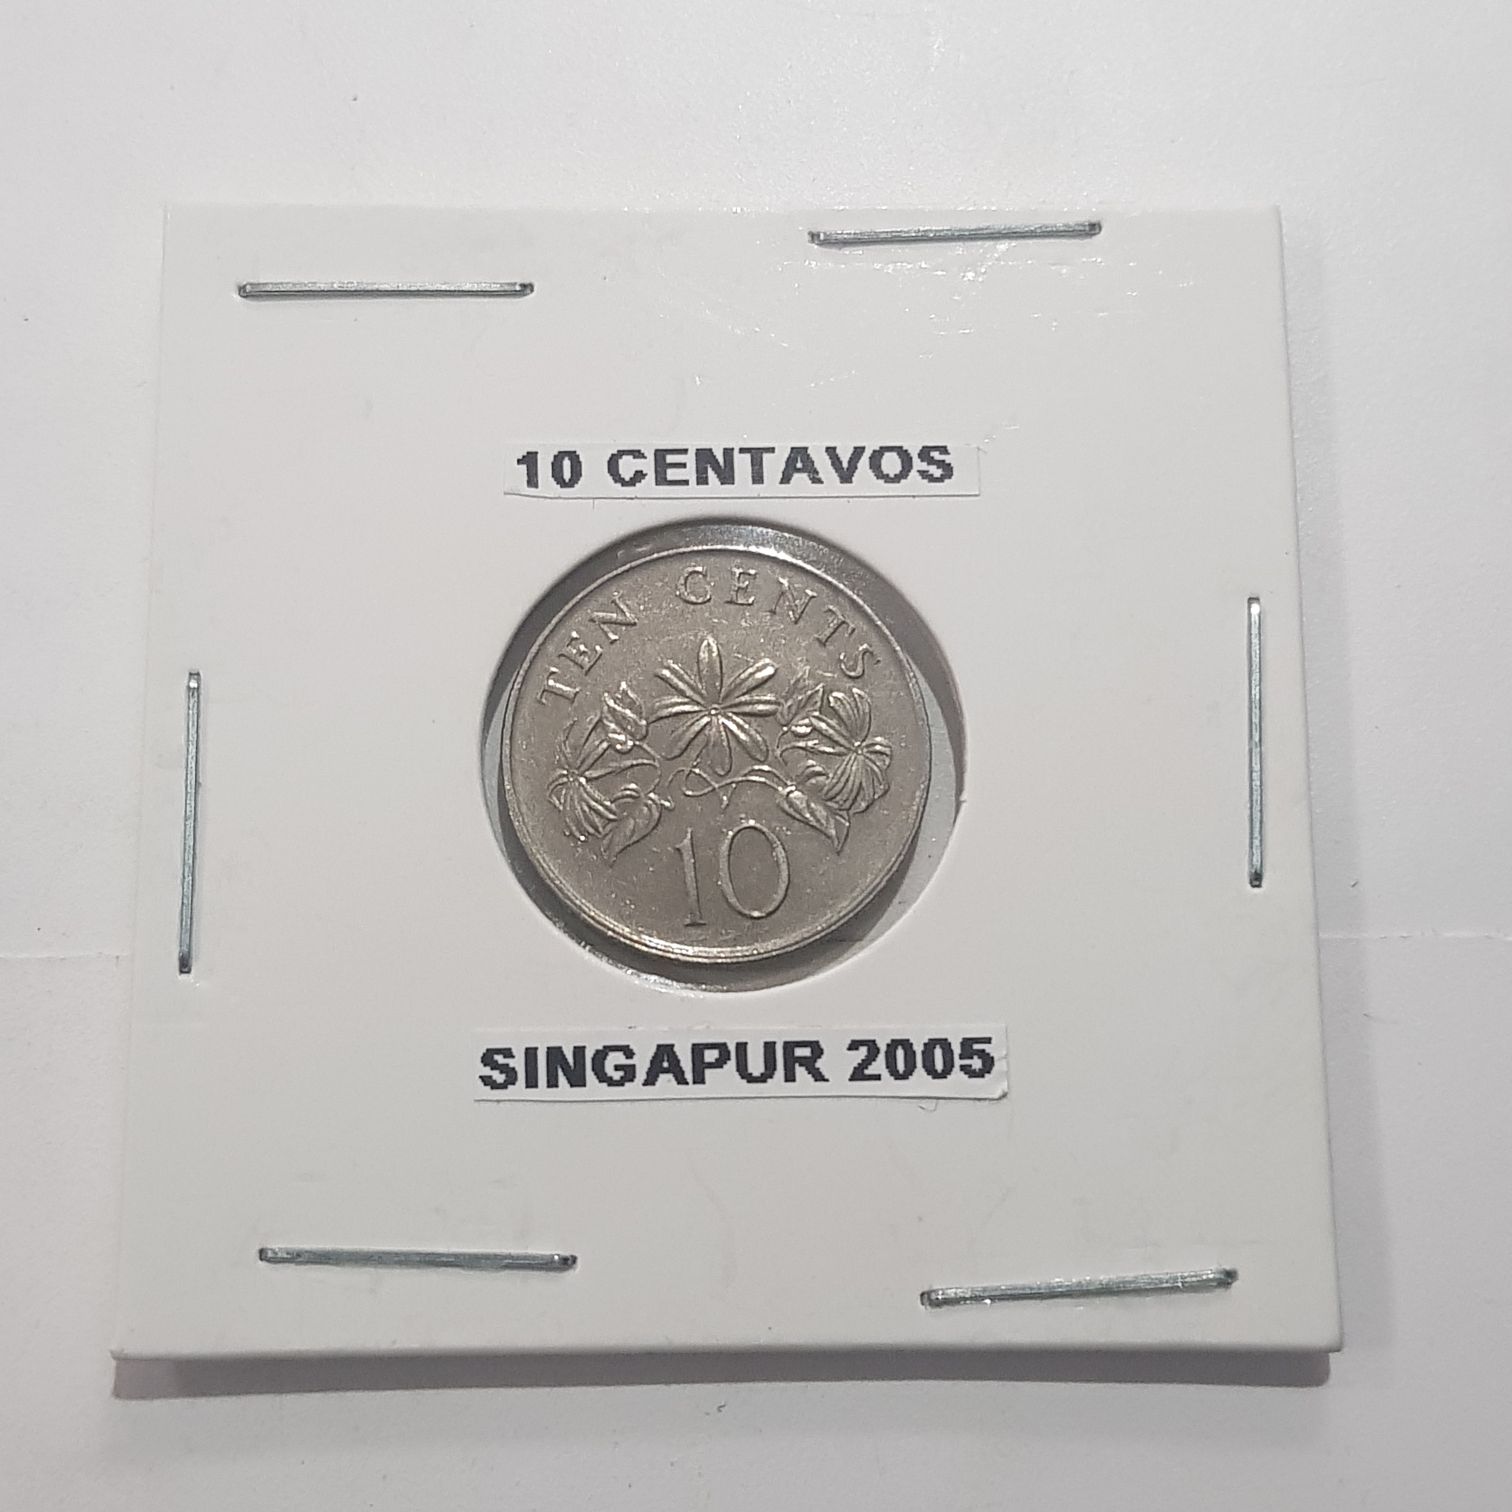 10 CENTAVOS
TEN CENTS
10
SINGAPUR 2005